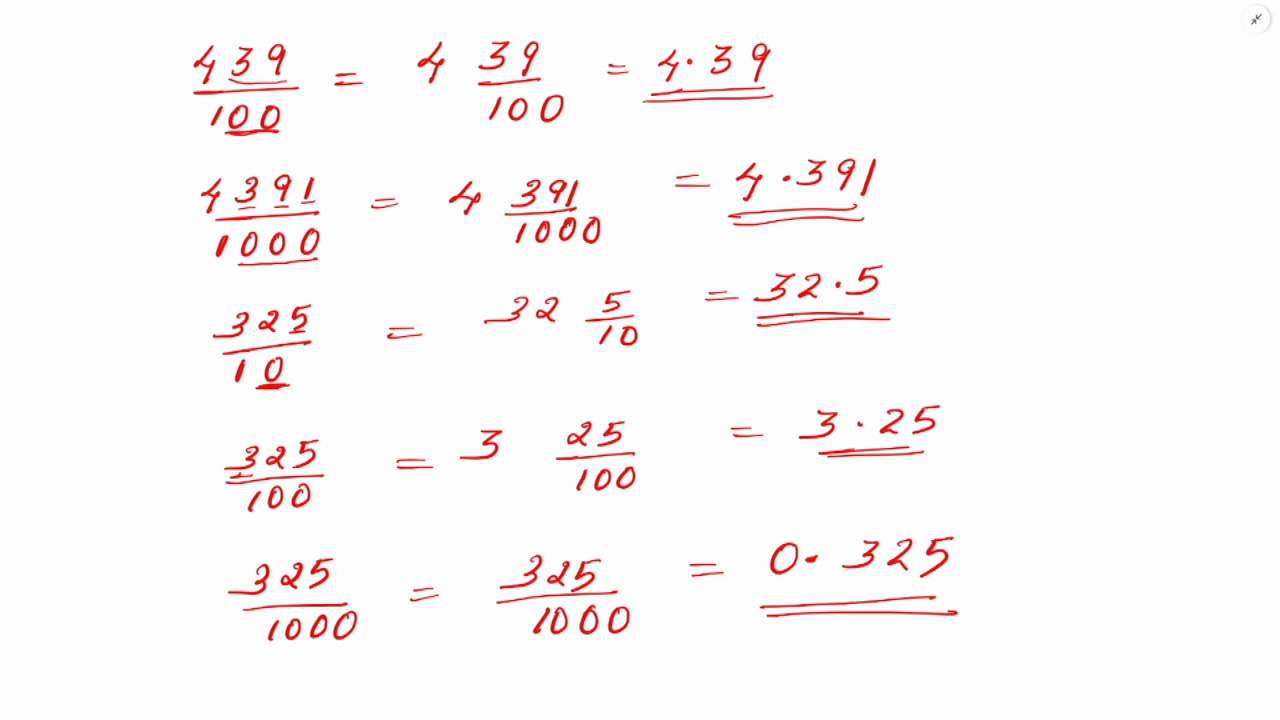 439/100 = 4 39/100 = 4.39
4391/1000 = 4 391/1000 = 4.391
325/10 = 32 5/10 = 32.5
325/100 = 3 25/100 = 3.25
325/1000 = 325/1000 = 0.325